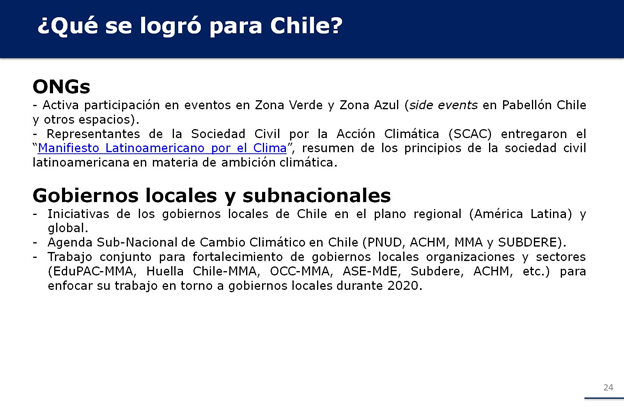 ¿Qué se logró para Chile?
ONGs
- Activa participación en eventos en Zona Verde y Zona Azul (side events en Pabellón Chile
y otros espacios).
- Representantes de la Sociedad Civil por la Acción Climática (SCAC) entregaron el
“Manifiesto Latinoamericano por el Clima”, resumen de los principios de la sociedad civil
latinoamericana en materia de ambición climática.
Gobiernos locales y subnacionales
- Iniciativas de los gobiernos locales de Chile en el plano regional (América Latina) y
global.
- Agenda Sub-Nacional de Cambio Climático en Chile (PNUD, ACHM, MMA y SUBDERE).
- Trabajo conjunto para fortalecimiento de gobiernos locales organizaciones y sectores
(EduPAC-MMA, Huella Chile-MMA, OCC-MMA, ASE-MdE, Subdere, ACHM, etc.) para
enfocar su trabajo en torno a gobiernos locales durante 2020.
24